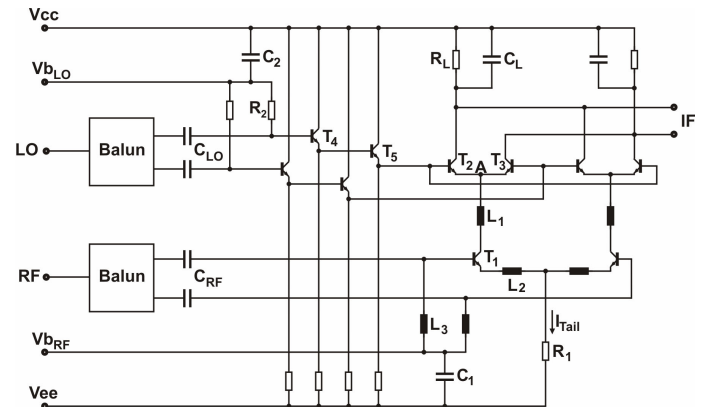 Vcc
C2
RL
CL
VbLO
R2
IF
LO
Balun
CLO
T4
T5
T2
A
T3
L1
RF
Balun
CRF
T1
L2
L3
ITail
VbRF
C1
R1
Vee